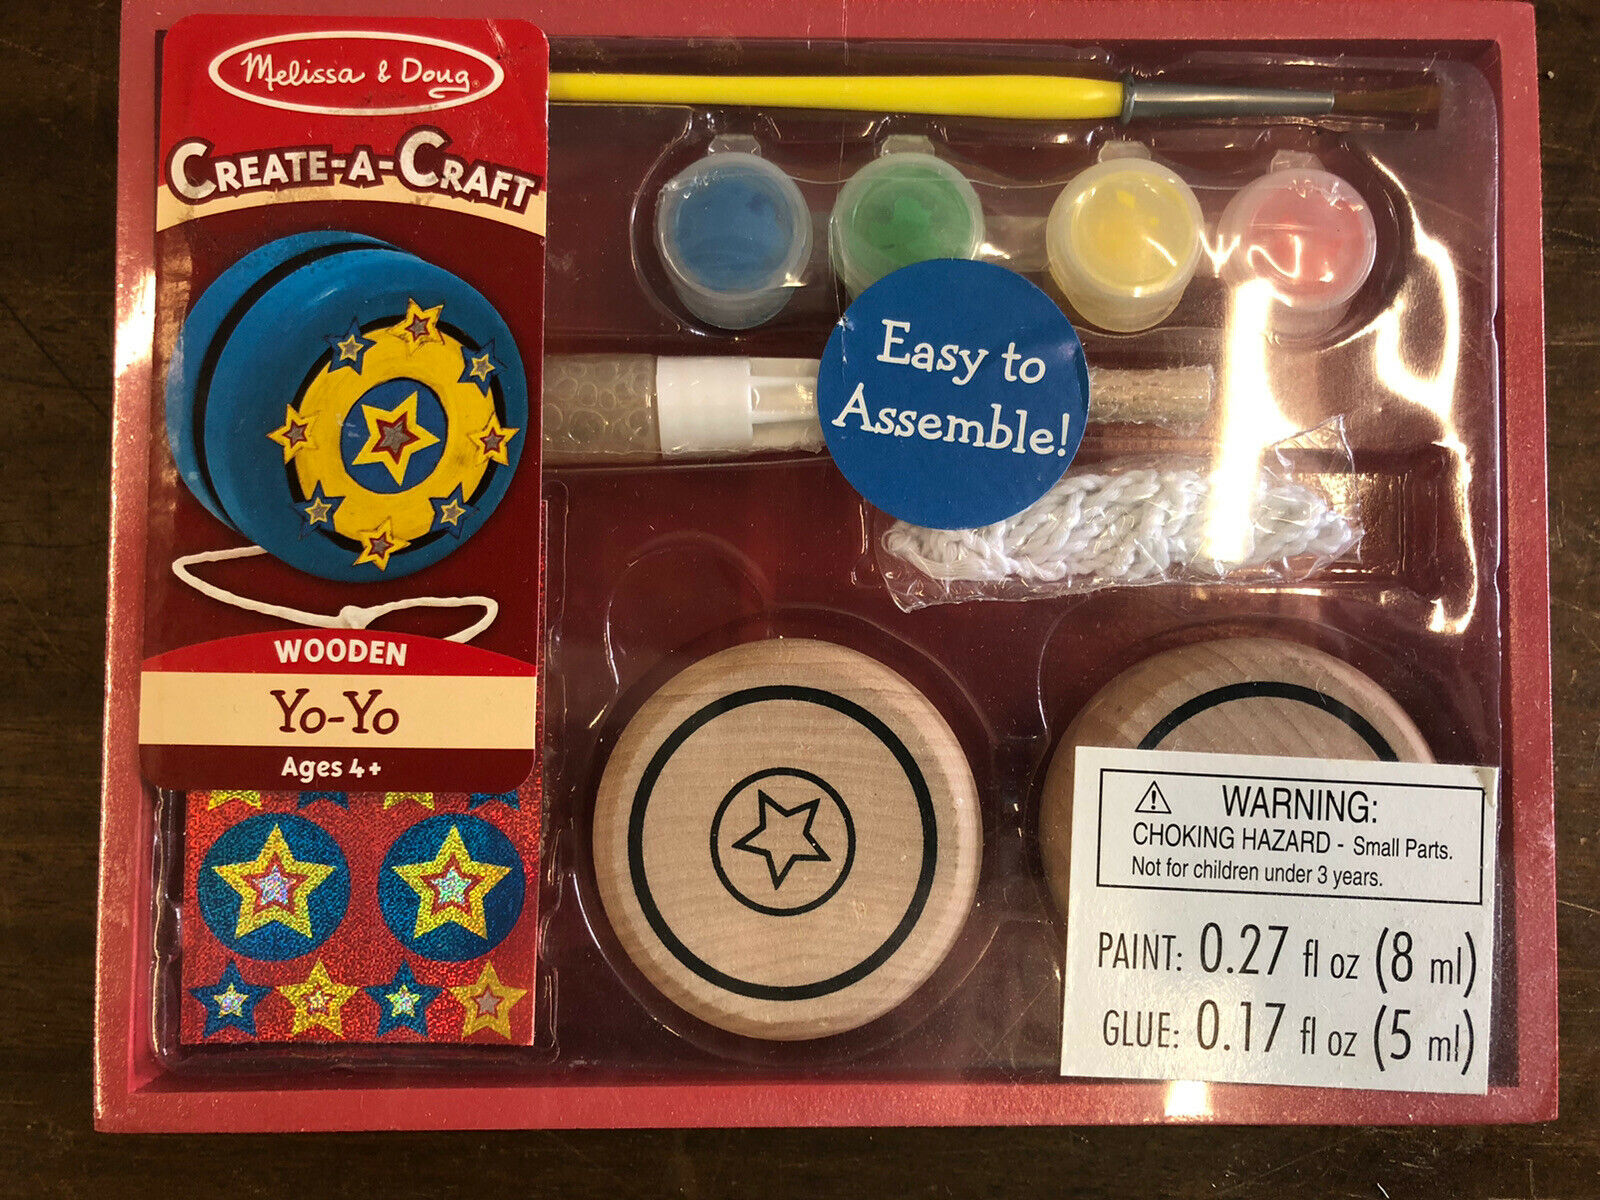 Melissa & Doug
CREATE-A-CRAFT
WOODEN
Yo-Yo
Ages 4+
Easy to
Assemble!
WARNING:
CHOKING HAZARD - Small Parts.
Not for children under 3 years.
PAINT: 0.27 fl oz (8 ml)
GLUE: 0.17 fl oz (5 ml)